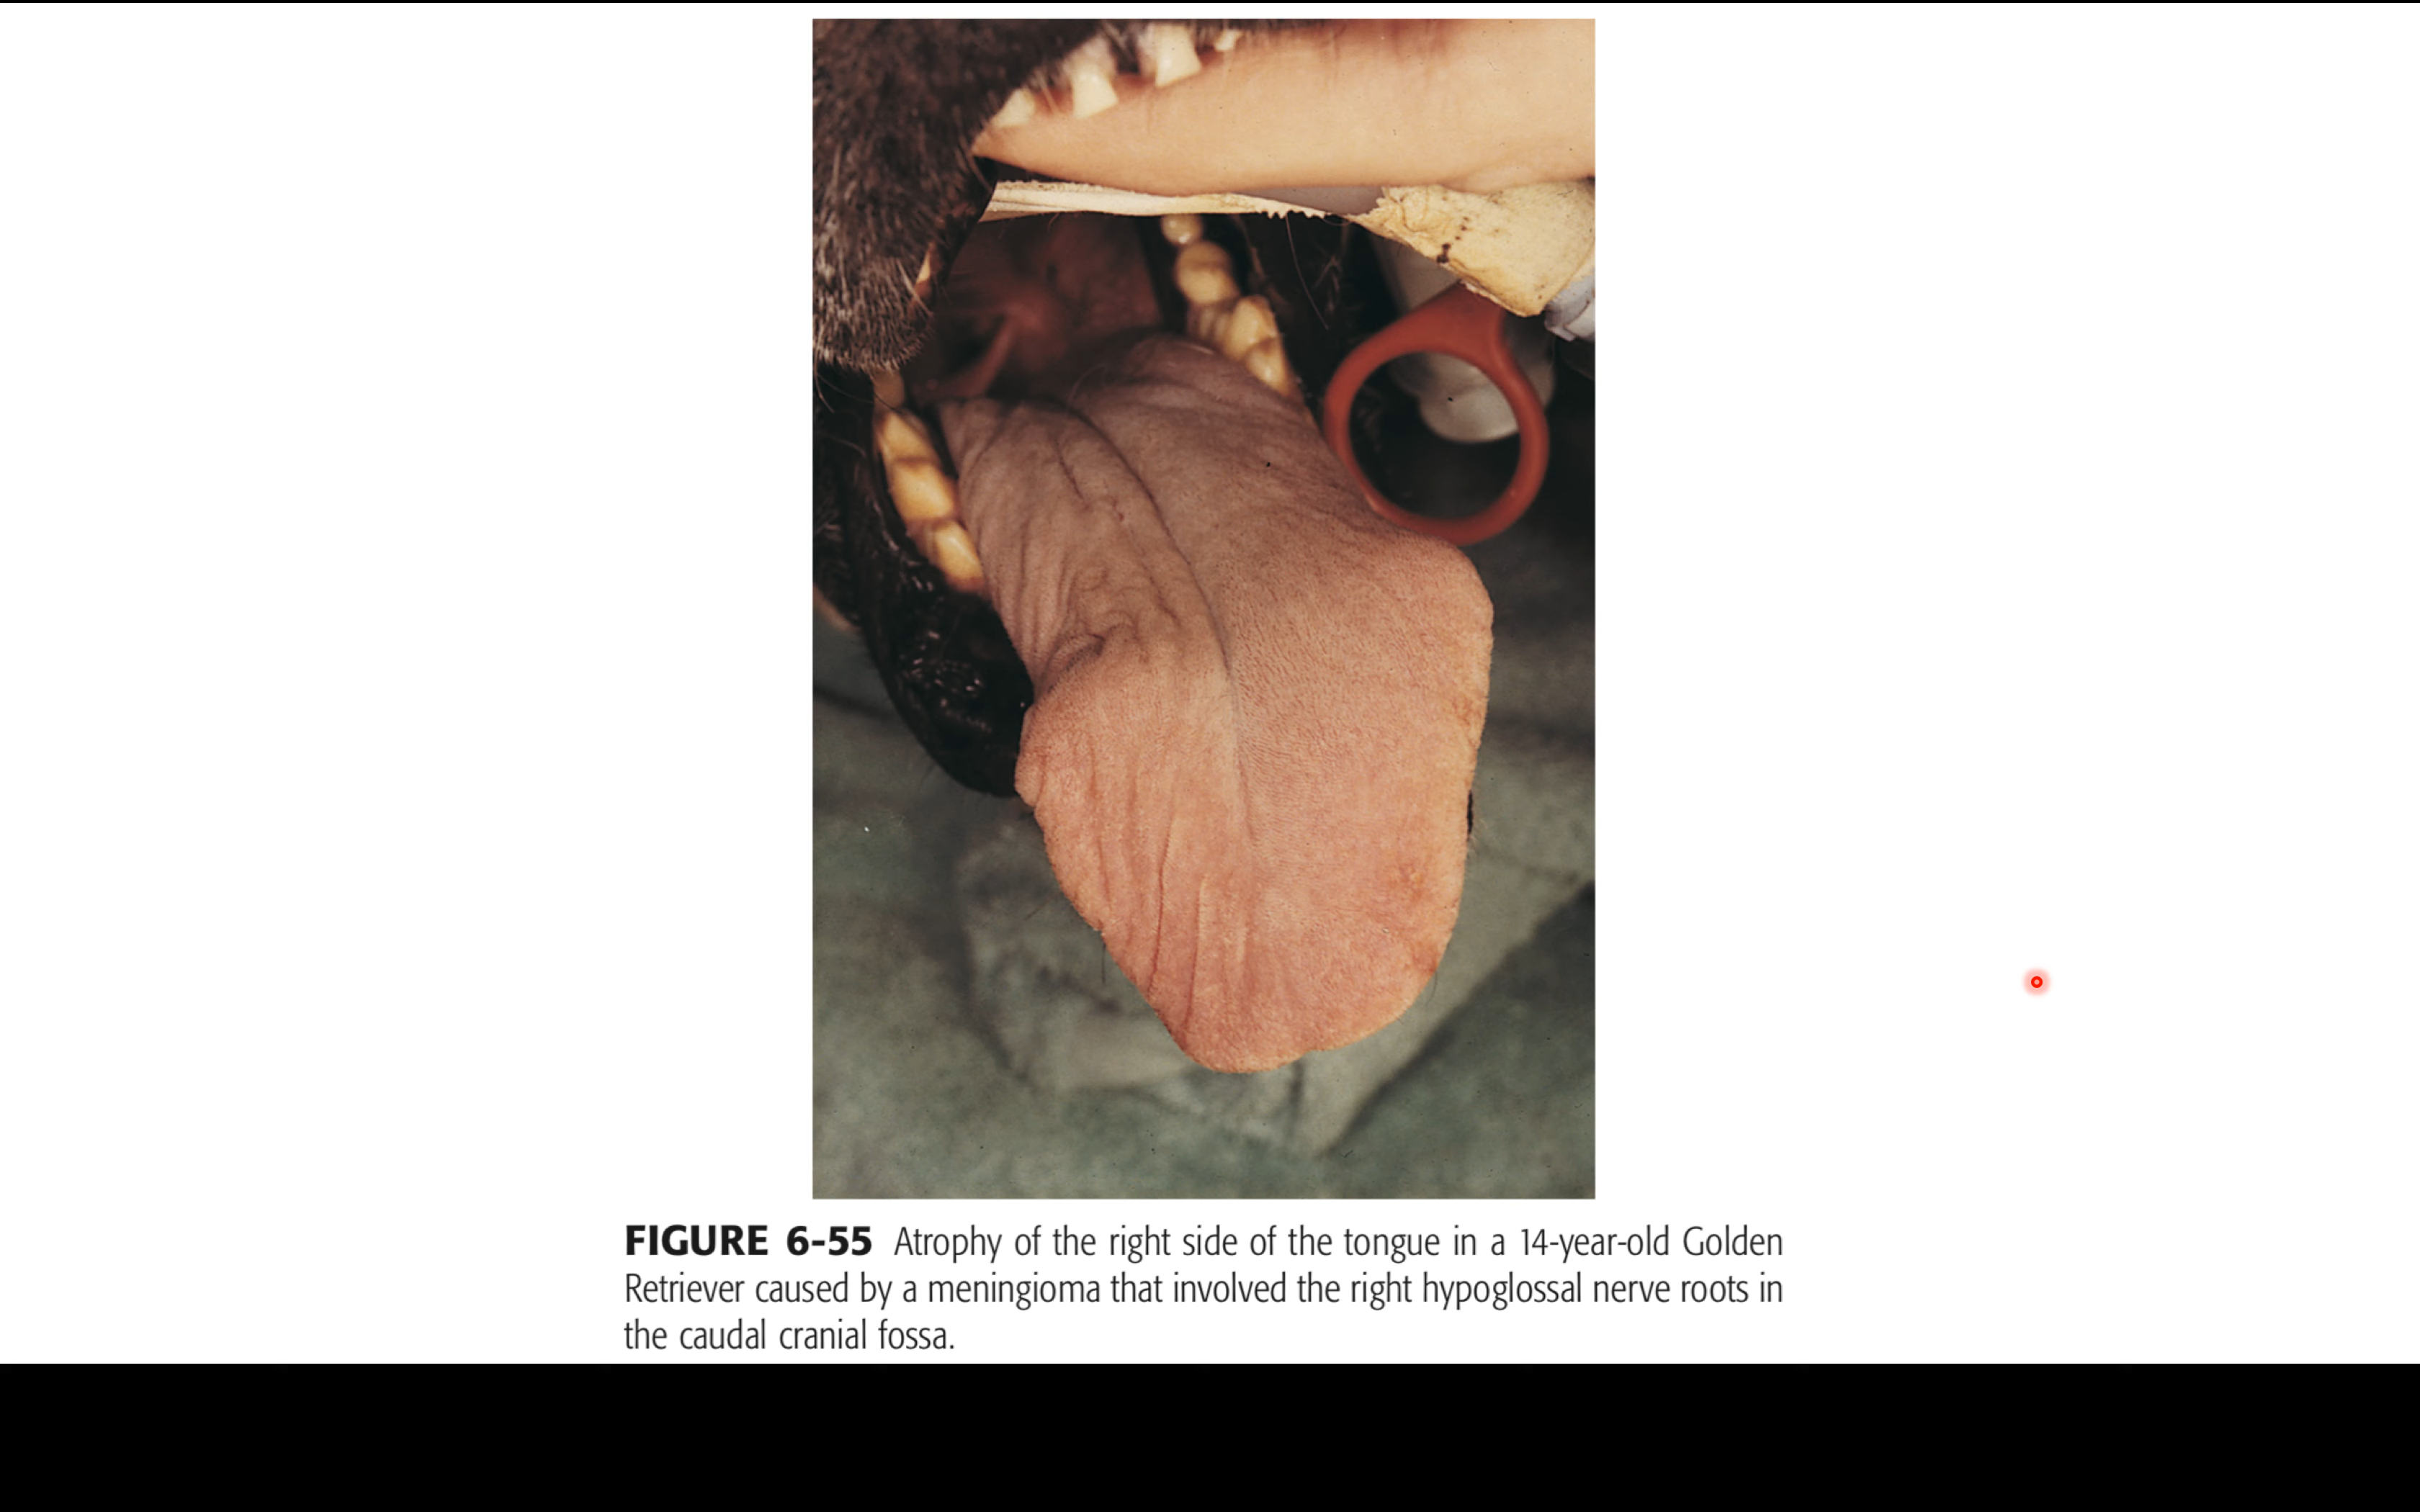 FIGURE 6-55 Atrophy of the right side of the tongue in a 14-year-old Golden
Retriever caused by a meningioma that involved the right hypoglossal nerve roots in
the caudal cranial fossa.